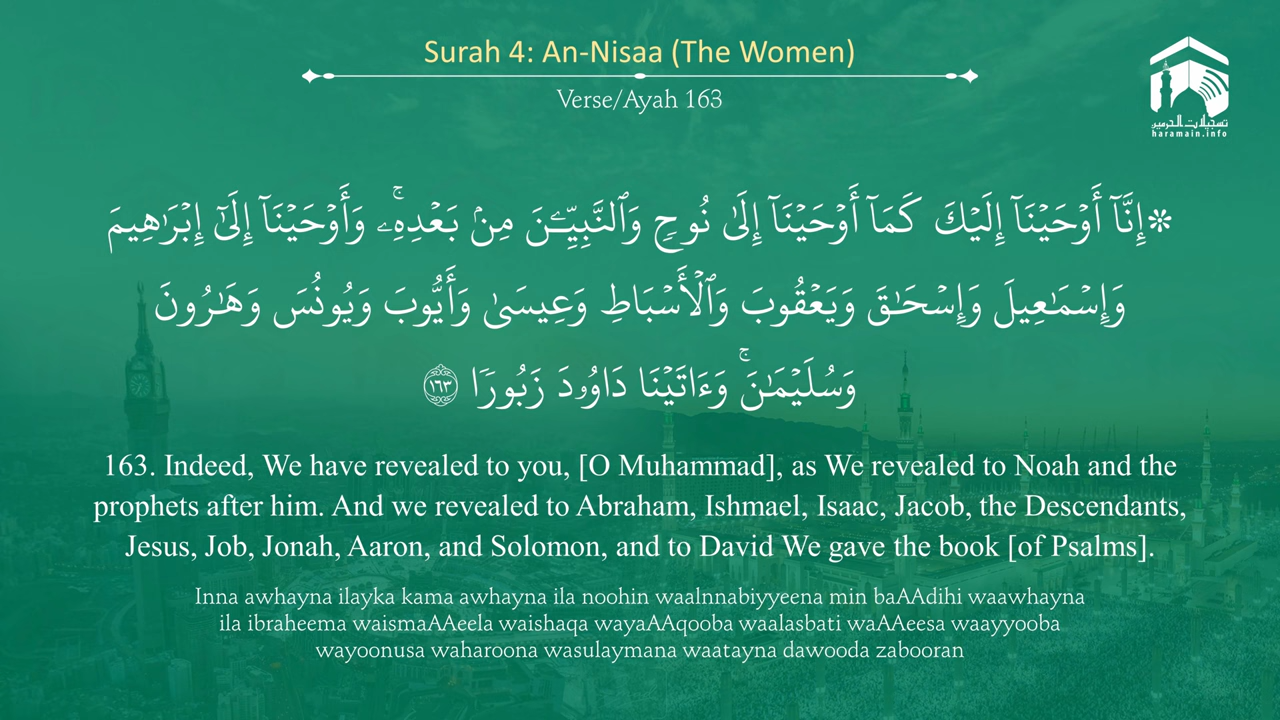 Surah 4: An-Nisaa (The Women)
Verse/Ayah 163
تسجيلات الحرمين
haramain.info
۞إِنَّآ أَوۡحَيۡنَآ إِلَيۡكَ كَمَآ أَوۡحَيۡنَآ إِلَىٰ نُوحٖ وَٱلنَّبِيِّـۧنَ مِنۢ بَعۡدِهِۦۚ وَأَوۡحَيۡنَآ إِلَىٰٓ إِبۡرَٰهِيمَ
وَإِسۡمَٰعِيلَ وَإِسۡحَٰقَ وَيَعۡقُوبَ وَٱلۡأَسۡبَاطِ وَعِيسَىٰ وَأَيُّوبَ وَيُونُسَ وَهَٰرُونَ
وَسُلَيۡمَٰنَۚ وَءَاتَيۡنَا دَاوُۥدَ زَبُورٗا ١٦٣
163. Indeed, We have revealed to you, [O Muhammad], as We revealed to Noah and the
prophets after him. And we revealed to Abraham, Ishmael, Isaac, Jacob, the Descendants,
Jesus, Job, Jonah, Aaron, and Solomon, and to David We gave the book [of Psalms].
Inna awhayna ilayka kama awhayna ila noohin waalnnabiyyeena min baAAdihi waawhayna
ila ibraheema waismaAAeela waishaqa wayaAAqooba waalasbati waAAeesa waayyooba
wayoonusa waharoona wasulaymana waatayna dawooda zabooran